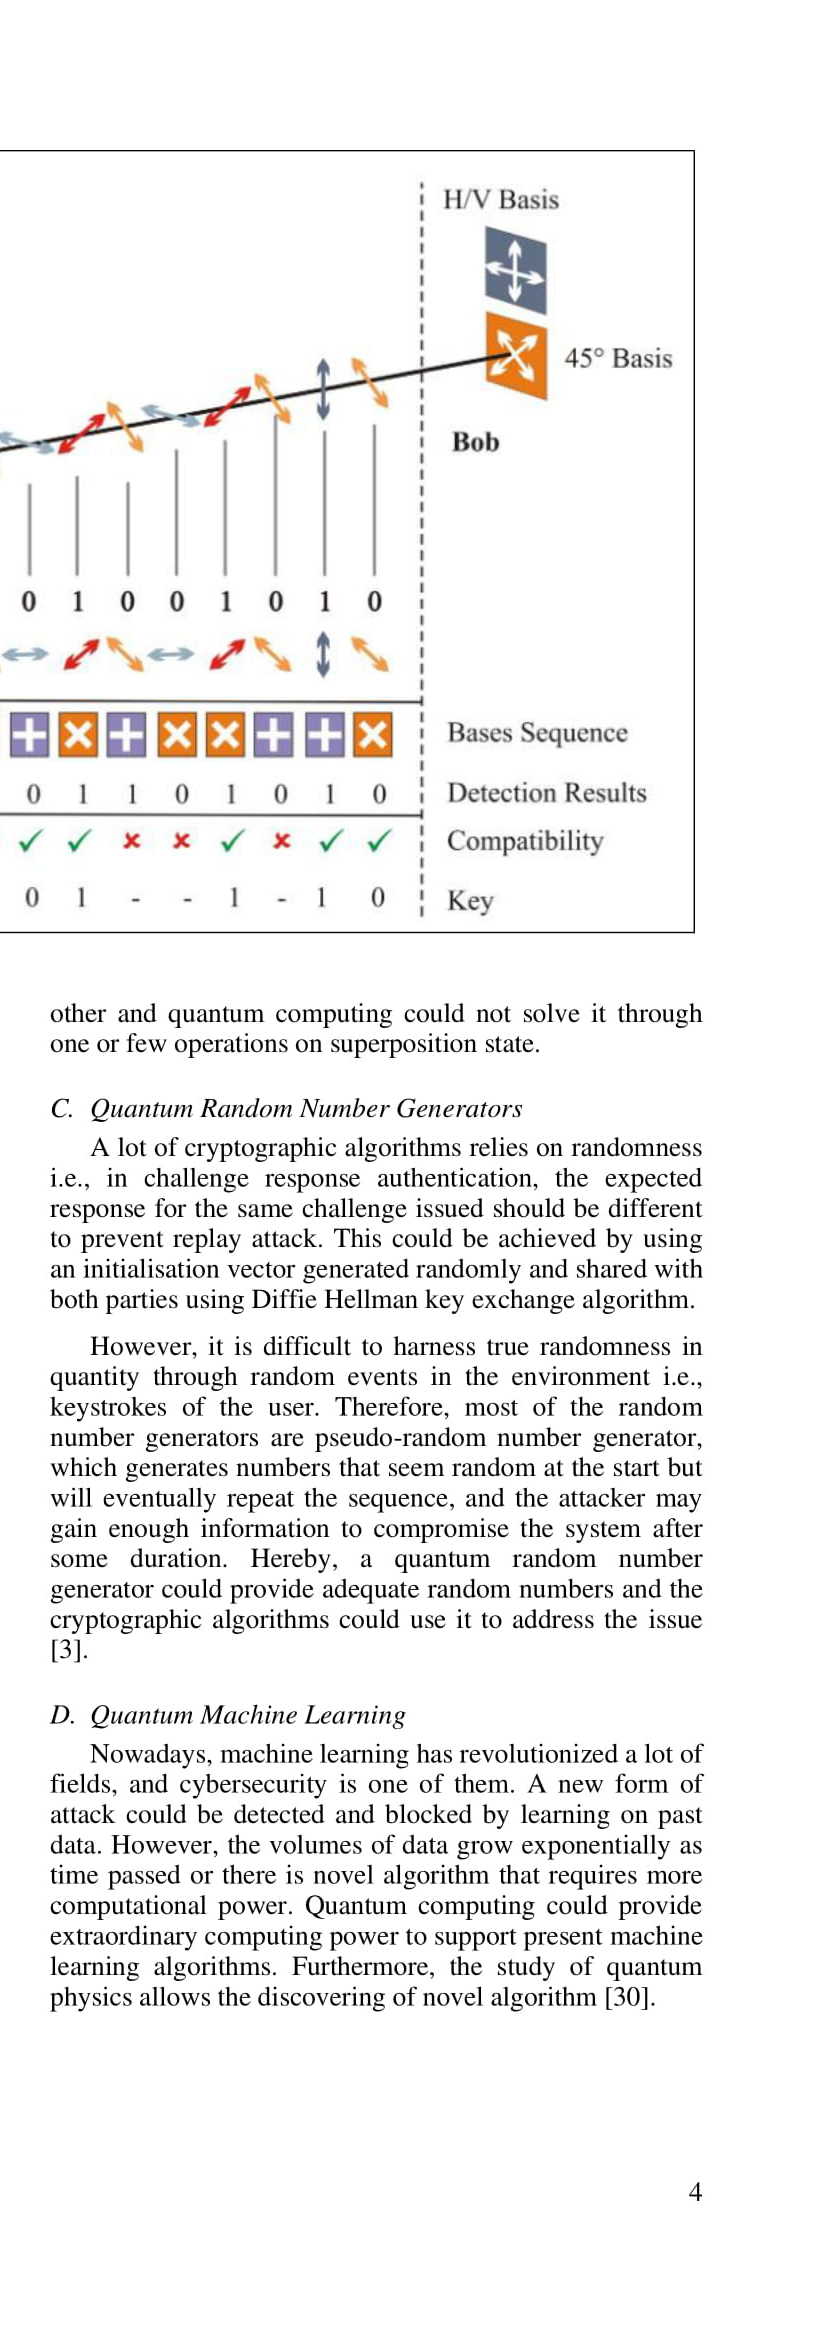 H/V Basis
45° Basis
Bob
0 1 0 0 1 0 1 0
Bases Sequence
0 1 1 0 1 0 1 0 Detection Results
Compatibility
0 1 - - 1 - 1 0 Key
other and quantum computing could not solve it through
one or few operations on superposition state.
C. Quantum Random Number Generators
A lot of cryptographic algorithms relies on randomness
i.e., in challenge response authentication, the expected
response for the same challenge issued should be different
to prevent replay attack. This could be achieved by using
an initialisation vector generated randomly and shared with
both parties using Diffie Hellman key exchange algorithm.
However, it is difficult to harness true randomness in
quantity through random events in the environment i.e.,
keystrokes of the user. Therefore, most of the random
number generators are pseudo-random number generator,
which generates numbers that seem random at the start but
will eventually repeat the sequence, and the attacker may
gain enough information to compromise the system after
some duration. Hereby, a quantum random number
generator could provide adequate random numbers and the
cryptographic algorithms could use it to address the issue
[3].
D. Quantum Machine Learning
Nowadays, machine learning has revolutionized a lot of
fields, and cybersecurity is one of them. A new form of
attack could be detected and blocked by learning on past
data. However, the volumes of data grow exponentially as
time passed or there is novel algorithm that requires more
computational power. Quantum computing could provide
extraordinary computing power to support present machine
learning algorithms. Furthermore, the study of quantum
physics allows the discovering of novel algorithm [30].
4